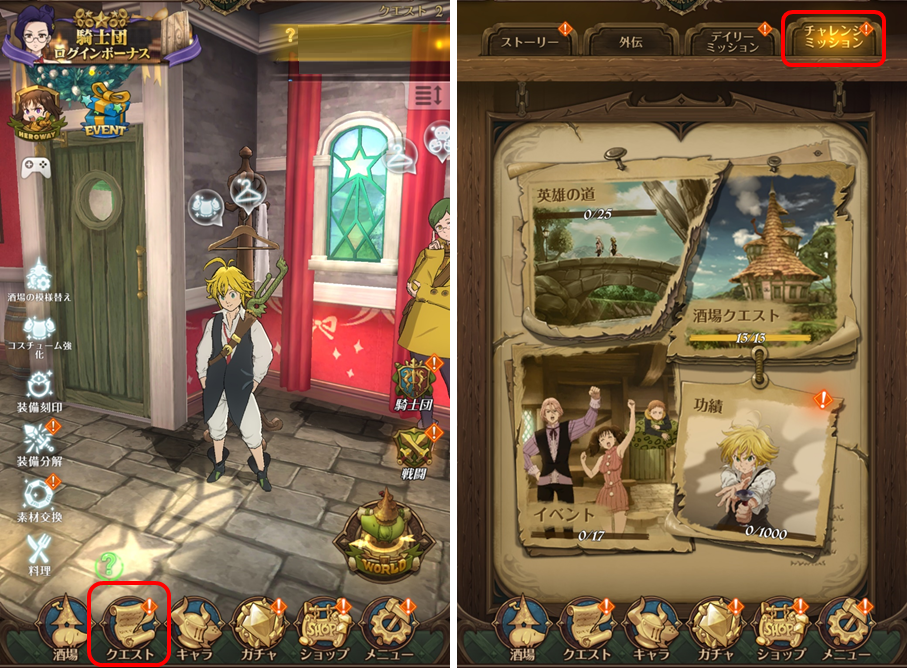 クエスト 2
騎士団
ログインボーナス
HEROWAY
EVENT
酒場の模様替え
コスチューム強
化
装備刻印
装備分解
素材交換
料理
騎士団
戦闘
WORLD
酒場
クエスト
キャラ
ガチャ
SHOP
ショップ
メニュー
ストーリー
外伝
デイリー
ミッション
チャレンジ
ミッション
英雄の道
0/25
酒場クエスト
13/13
イベント
0/17
功績
0/1000
酒場
クエスト
キャラ
ガチャ
SHOP
ショップ
メニュー